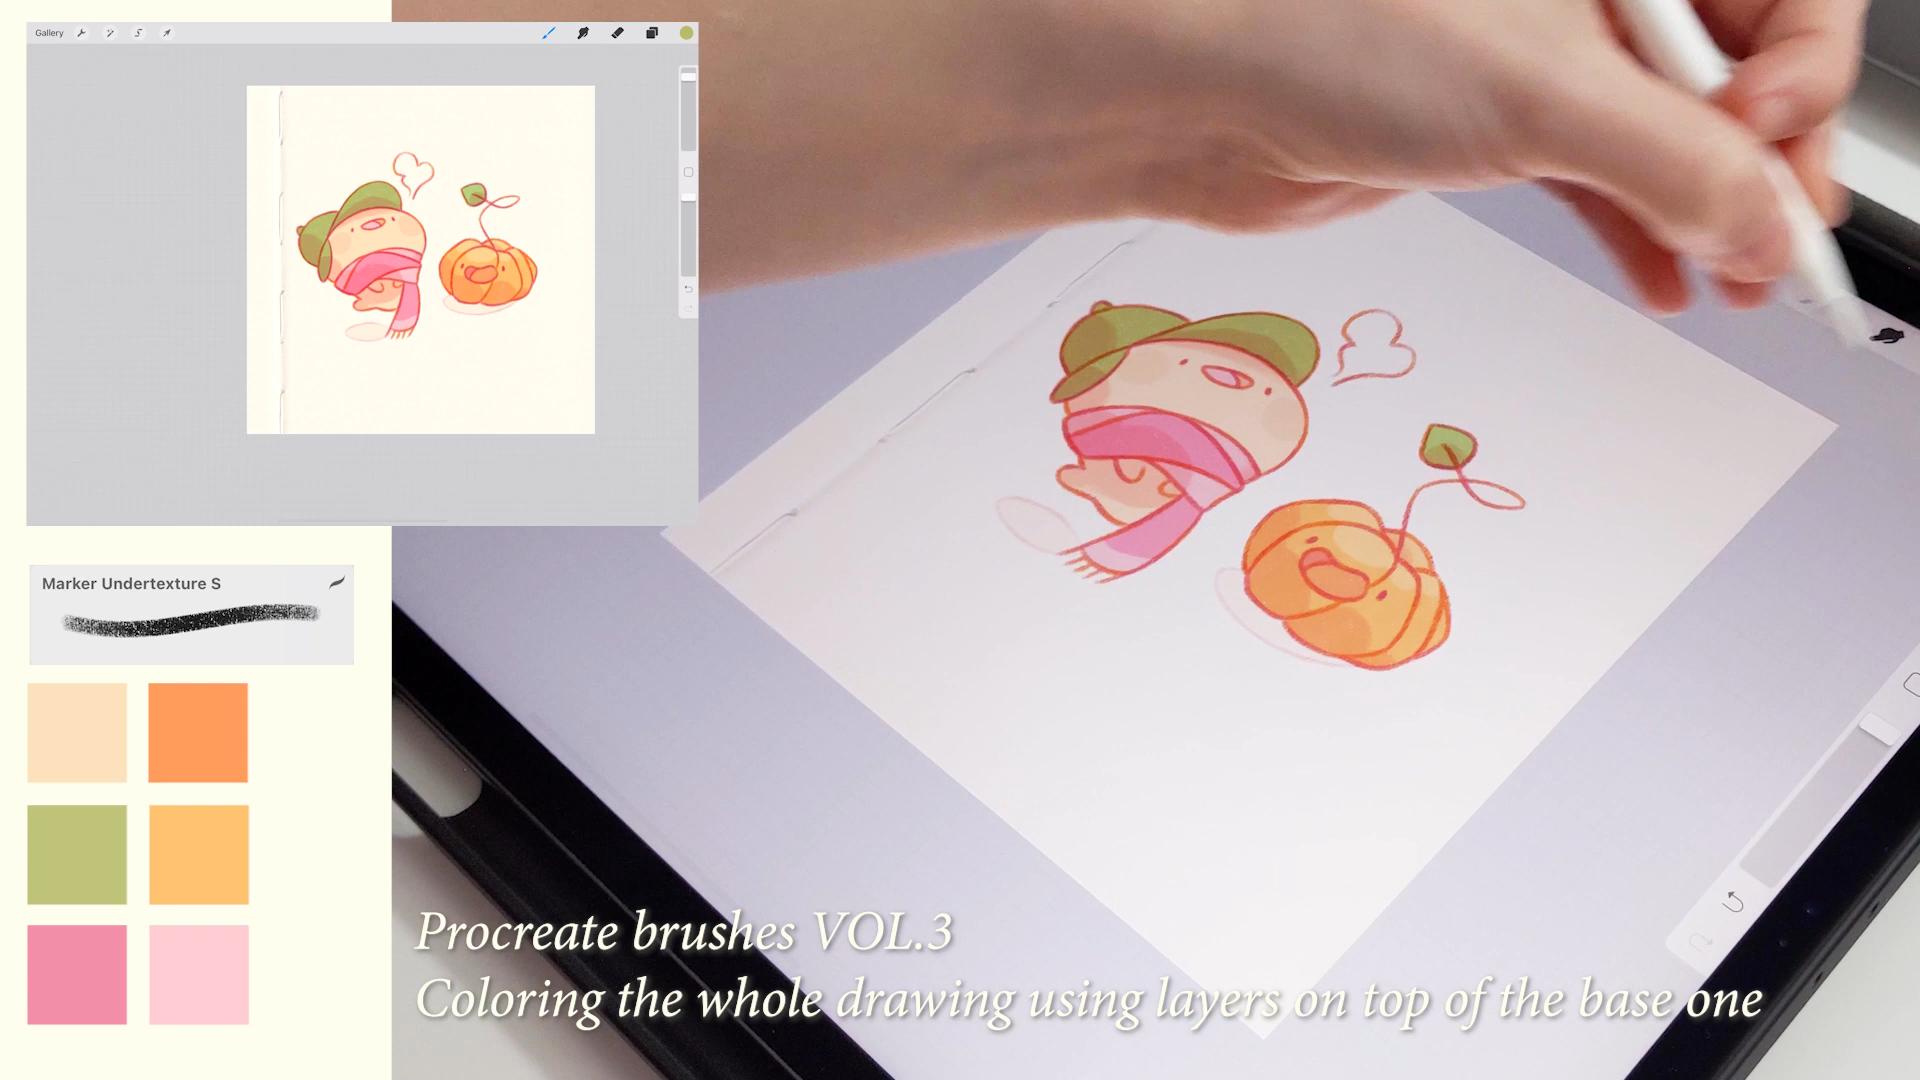 Gallery
Marker Undertexture S
Procreate brushes VOL.3
Coloring the whole drawing using layers on top of the base one